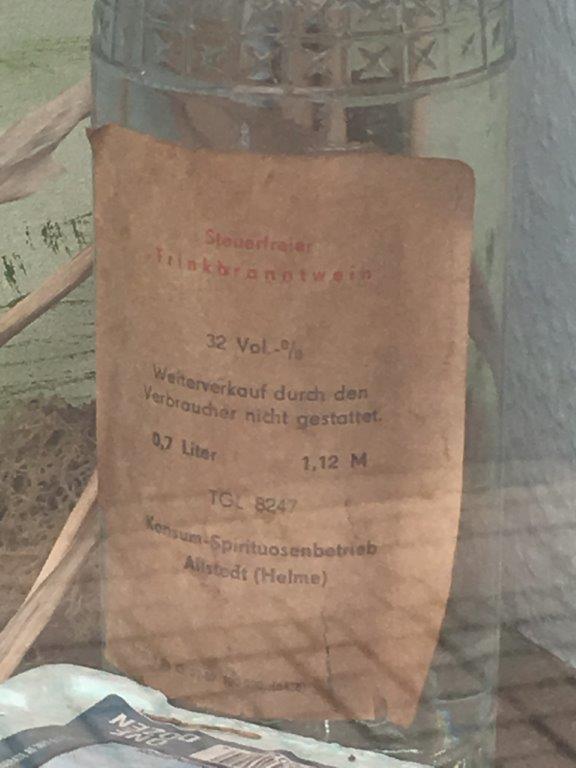 Steuerfreier
Trinkbranntwein
32 Vol.-%
Weiterverkauf durch den
Verbraucher nicht gestattet.
0,7 Liter
1,12 M
TGL 8247
Konsum-Spirituosenbetrieb
Allstedt (Helme)